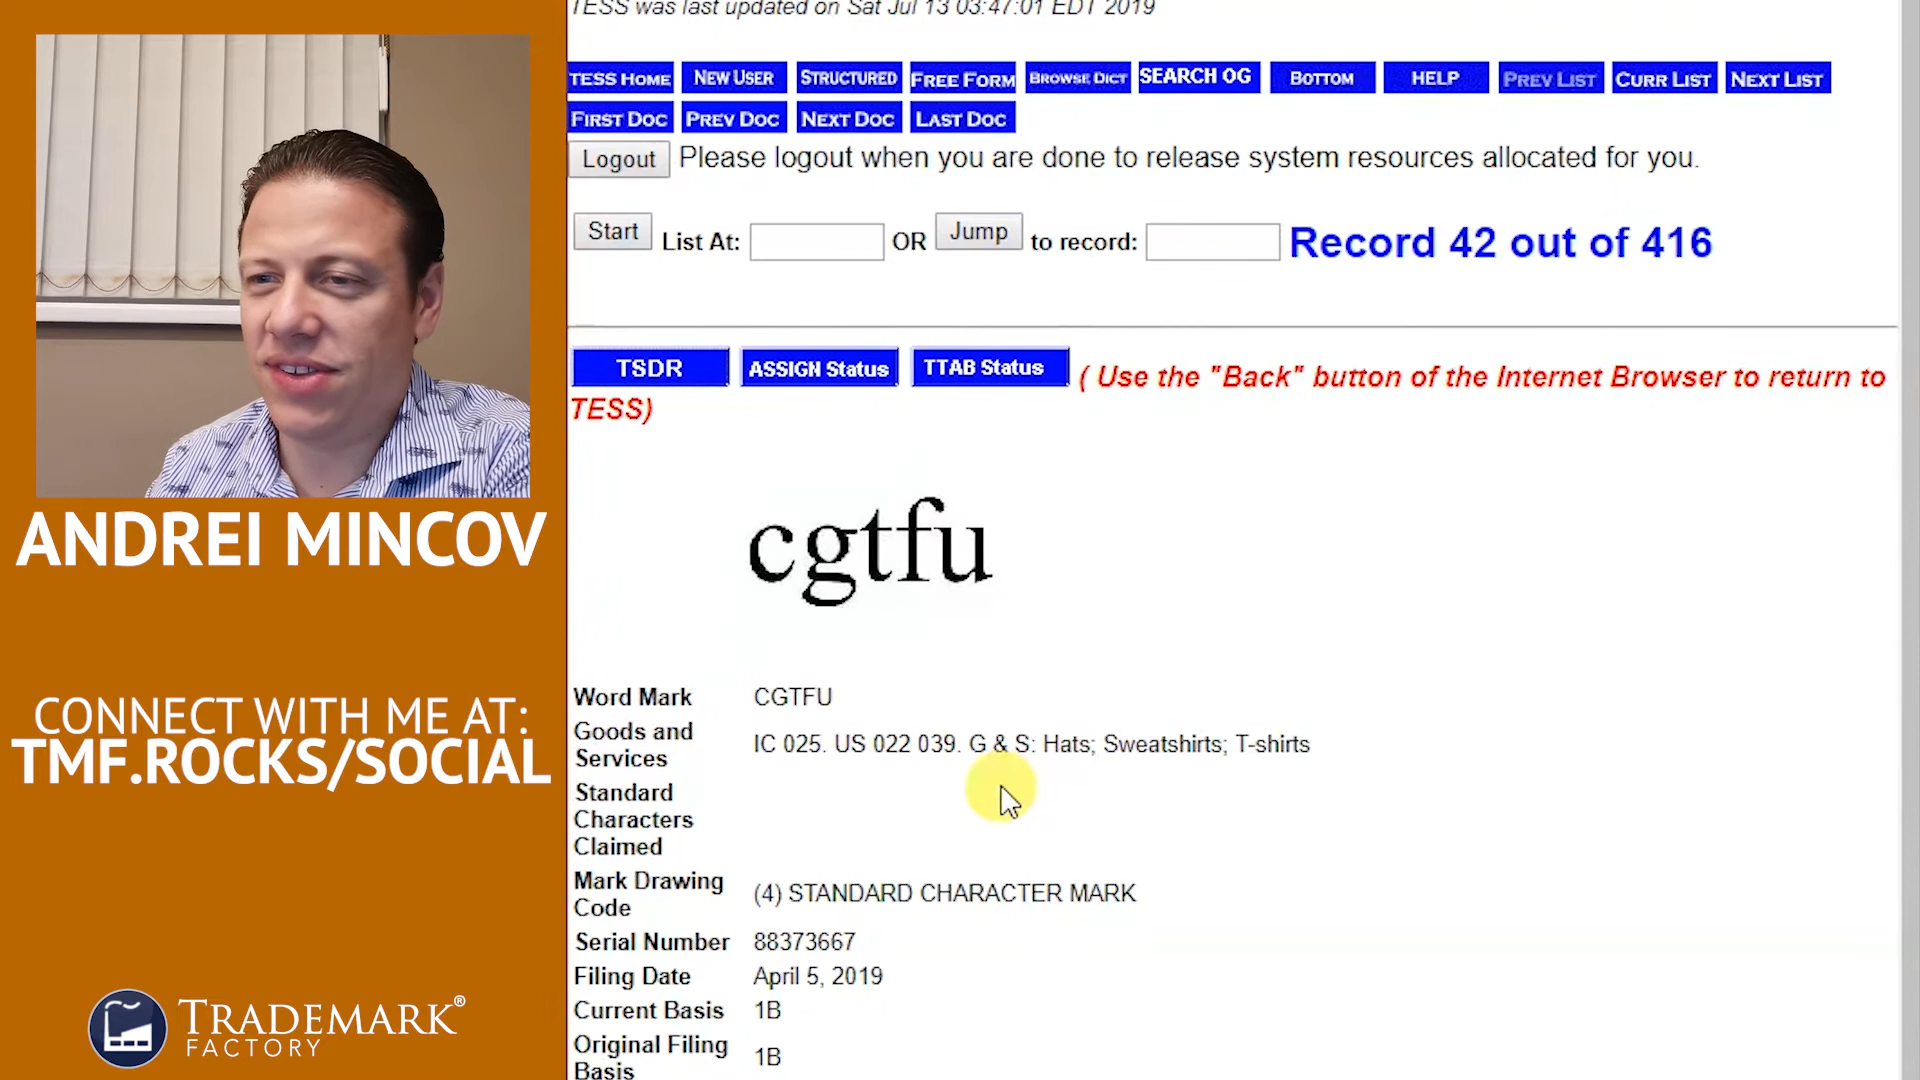 TESS was last updated on Sat Jul 13 03:47:01 EDT 2019
TESS HOME NEW USER STRUCTURED FREE FORM BROWSE DICT SEARCH OG BOTTOM HELP PREV LIST CURR LIST NEXT LIST
FIRST DOC PREV DOC NEXT DOC LAST DOC
Logout Please logout when you are done to release system resources allocated for you.
Start List At: OR Jump to record: Record 42 out of 416
TSDR ASSIGN Status TTAB Status ( Use the "Back" button of the Internet Browser to return to
TESS)
cgtfu
Word Mark CGTFU
Goods and
Services IC 025. US 022 039. G & S: Hats; Sweatshirts; T-shirts
Standard
Characters
Claimed
Mark Drawing
Code (4) STANDARD CHARACTER MARK
Serial Number 88373667
Filing Date April 5, 2019
Current Basis 1B
Original Filing
Basis 1B
ANDREI MINCOV
CONNECT WITH ME AT:
TMF.ROCKS/SOCIAL
TRADEMARK®
FACTORY